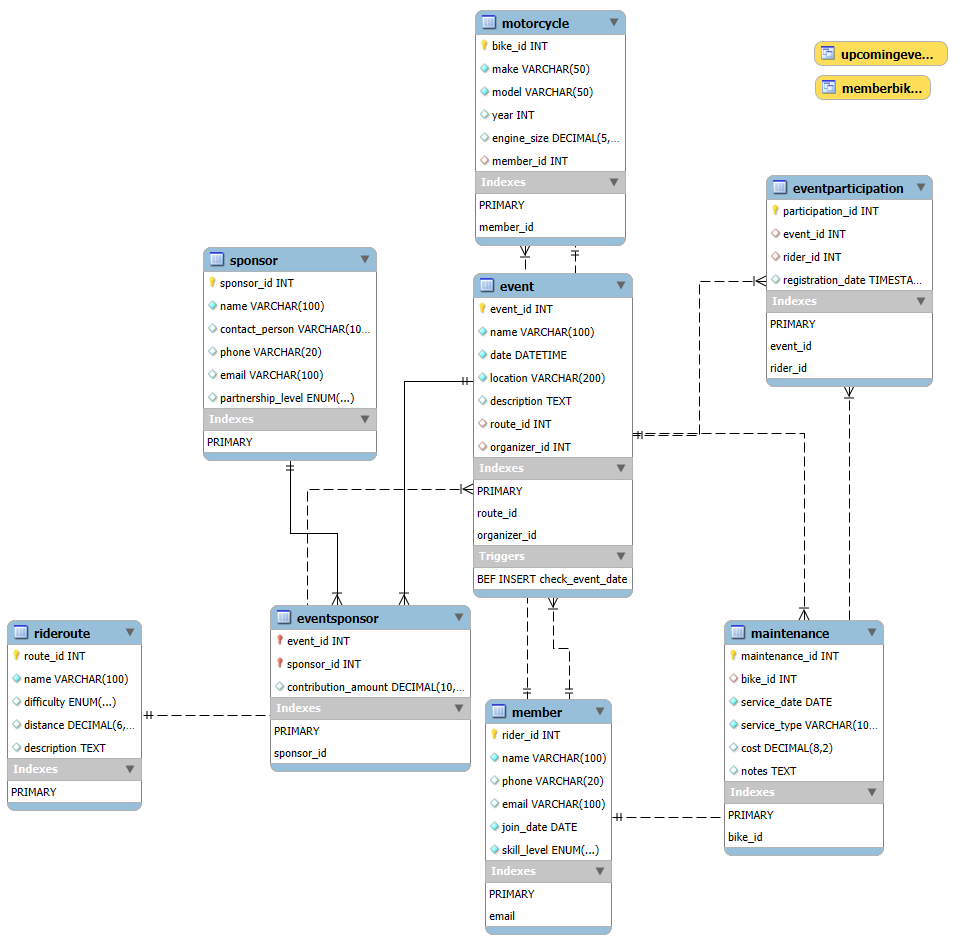 motorcycle
bike_id INT
make VARCHAR(50)
model VARCHAR(50)
year INT
engine_size DECIMAL(5,...
member_id INT
Indexes
PRIMARY
member_id
upcomingeve...
memberbik...
eventparticipation
participation_id INT
event_id INT
rider_id INT
registration_date TIMESTA...
Indexes
PRIMARY
event_id
rider_id
sponsor
sponsor_id INT
name VARCHAR(100)
contact_person VARCHAR(10...
phone VARCHAR(20)
email VARCHAR(100)
partnership_level ENUM(...)
Indexes
PRIMARY
event
event_id INT
name VARCHAR(100)
date DATETIME
location VARCHAR(200)
description TEXT
route_id INT
organizer_id INT
Indexes
PRIMARY
route_id
organizer_id
Triggers
BEF INSERT check_event_date
rideroute
route_id INT
name VARCHAR(100)
difficulty ENUM(...)
distance DECIMAL(6,...
description TEXT
Indexes
PRIMARY
eventsponsor
event_id INT
sponsor_id INT
contribution_amount DECIMAL(10,...
Indexes
PRIMARY
sponsor_id
member
rider_id INT
name VARCHAR(100)
phone VARCHAR(20)
email VARCHAR(100)
join_date DATE
skill_level ENUM(...)
Indexes
PRIMARY
email
maintenance
maintenance_id INT
bike_id INT
service_date DATE
service_type VARCHAR(10...
cost DECIMAL(8,2)
notes TEXT
Indexes
PRIMARY
bike_id